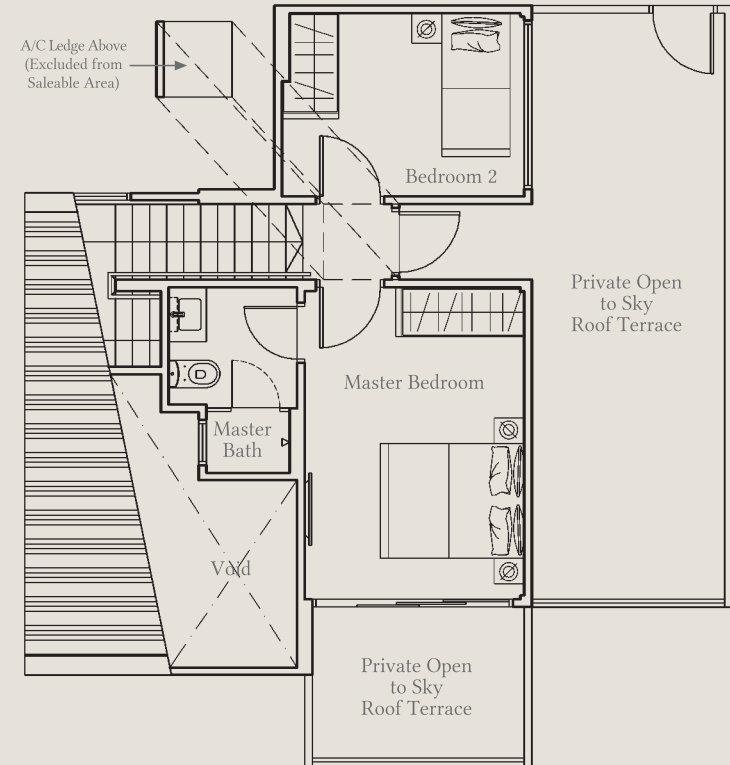 A/C Ledge Above
(Excluded from
Saleable Area)
Bedroom 2
Private Open
to Sky
Roof Terrace
Master Bedroom
Master
Bath
Void
Private Open
to Sky
Roof Terrace